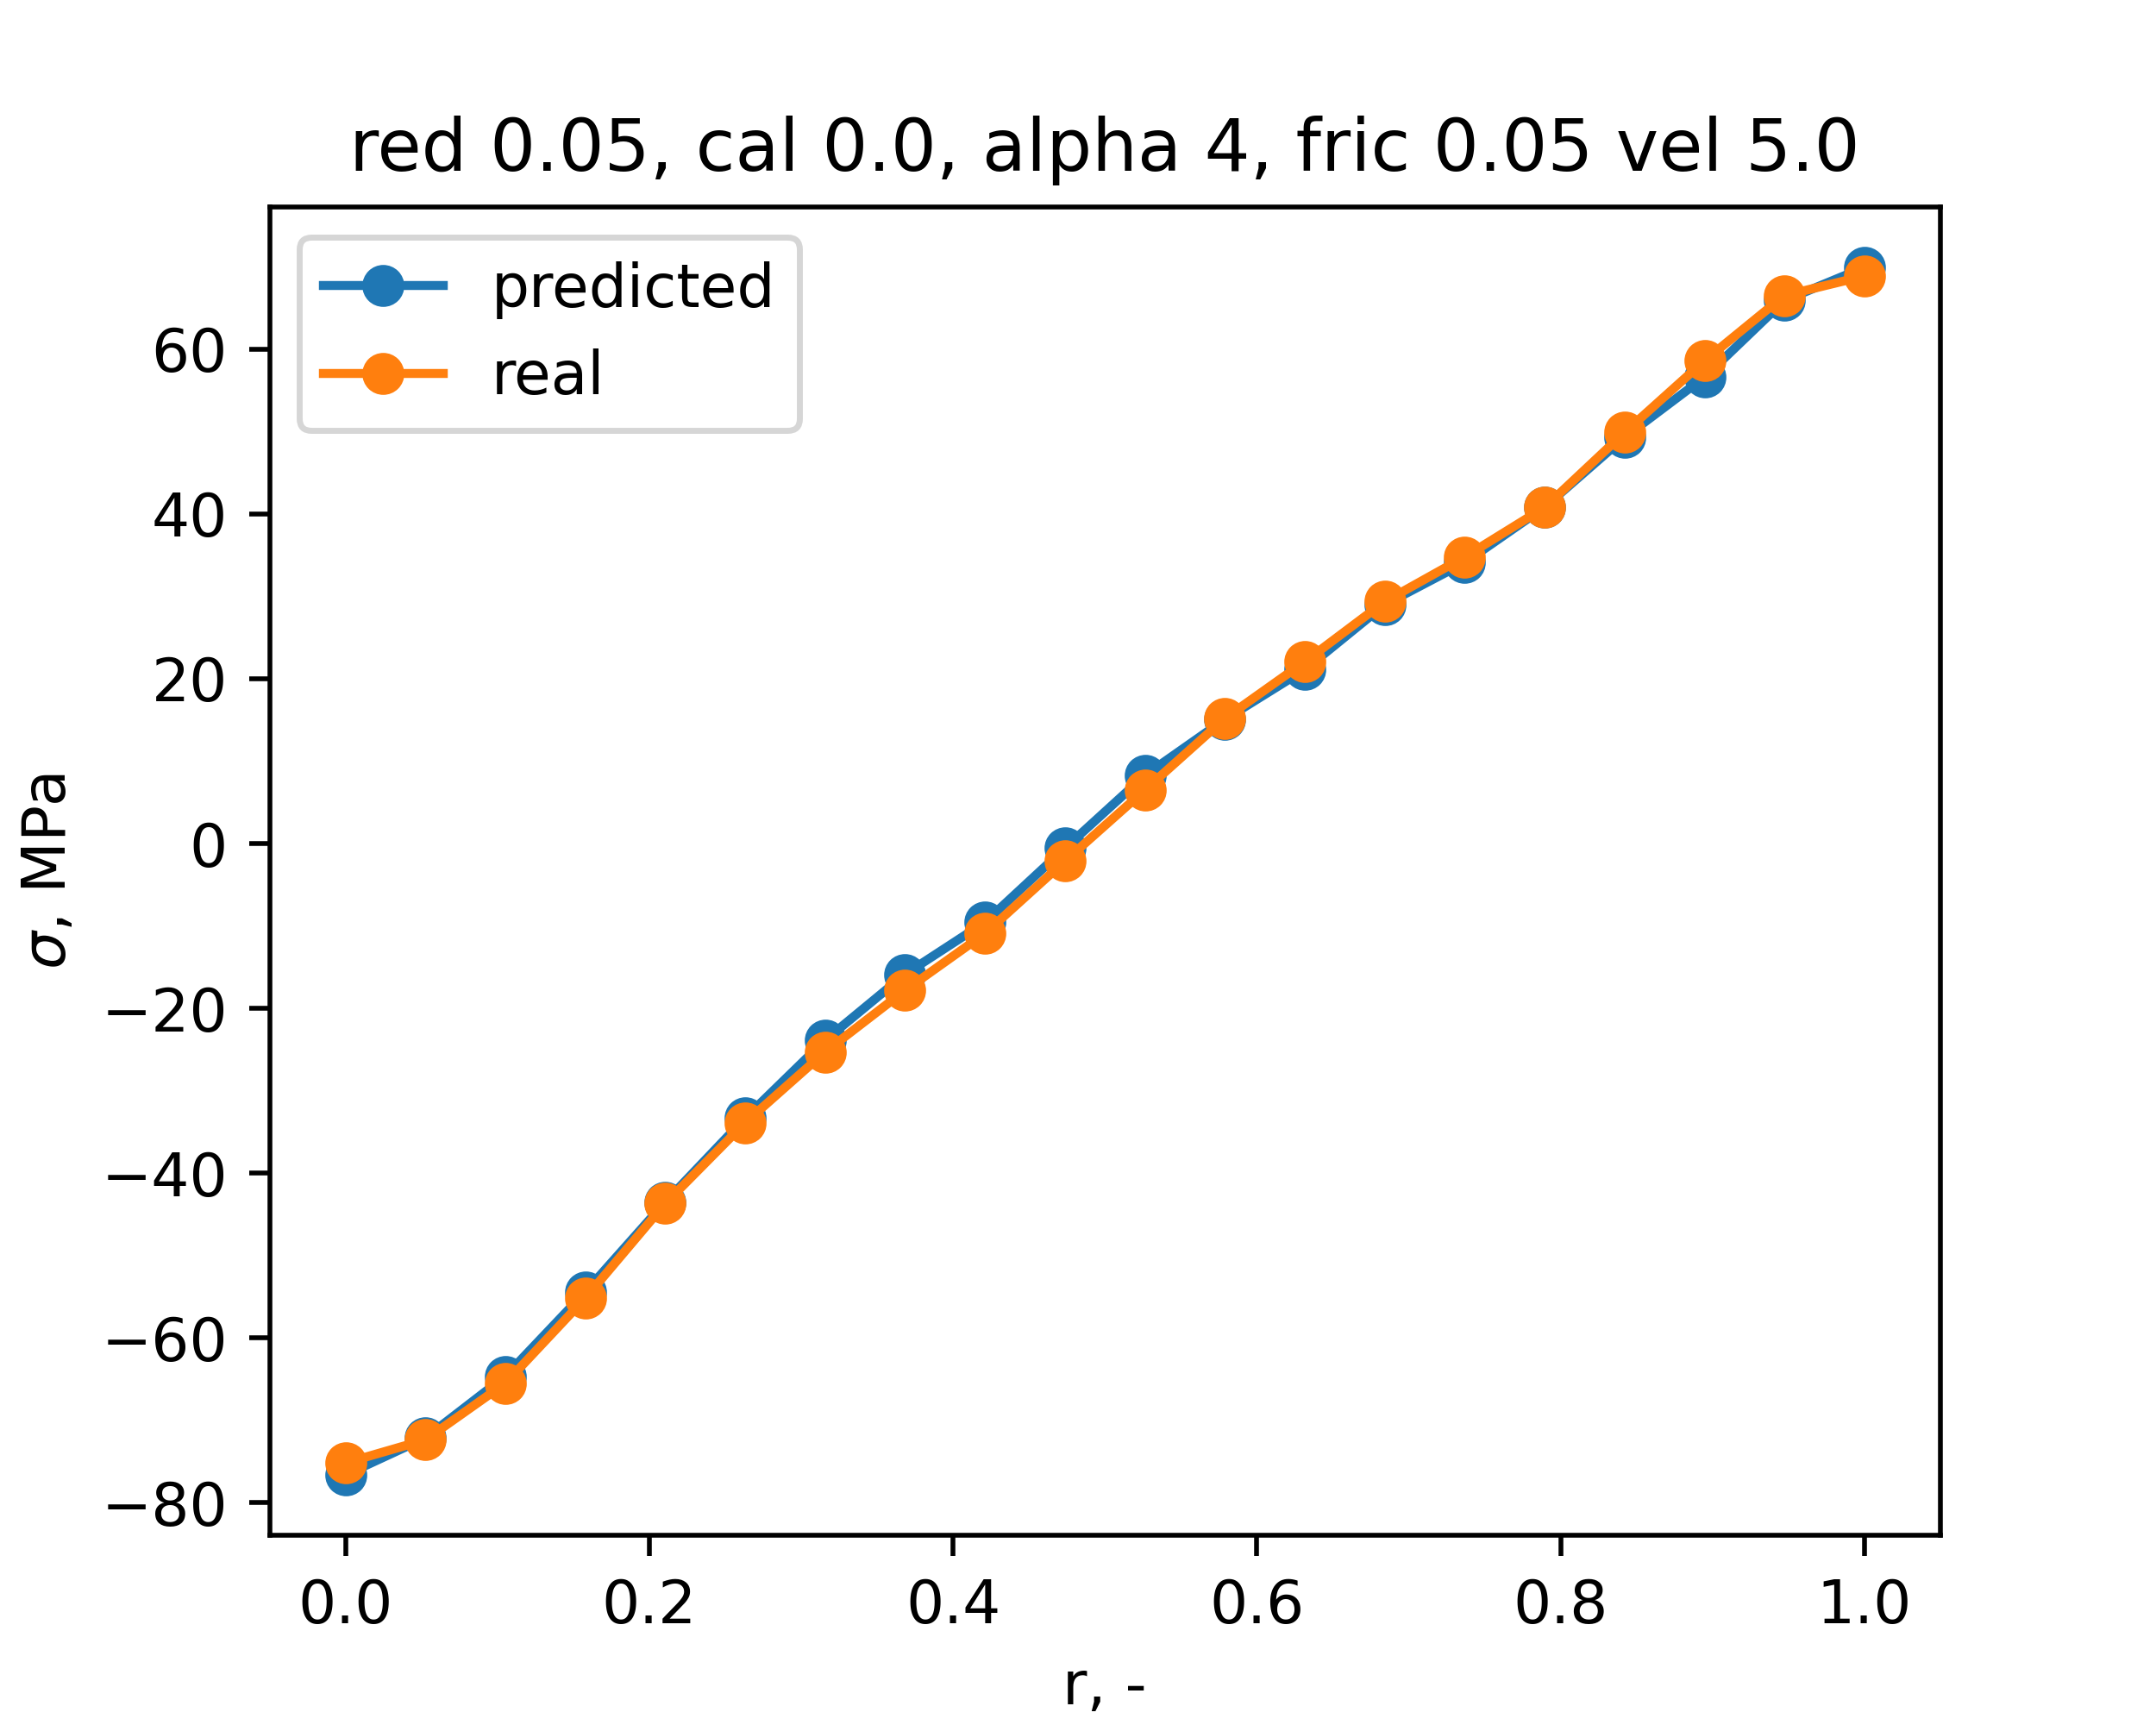 red 0.05, cal 0.0, alpha 4, fric 0.05 vel 5.0
predicted
real
60
40
20
0
−20
−40
−60
−80
σ, MPa
0.0 0.2 0.4 0.6 0.8 1.0
r, -